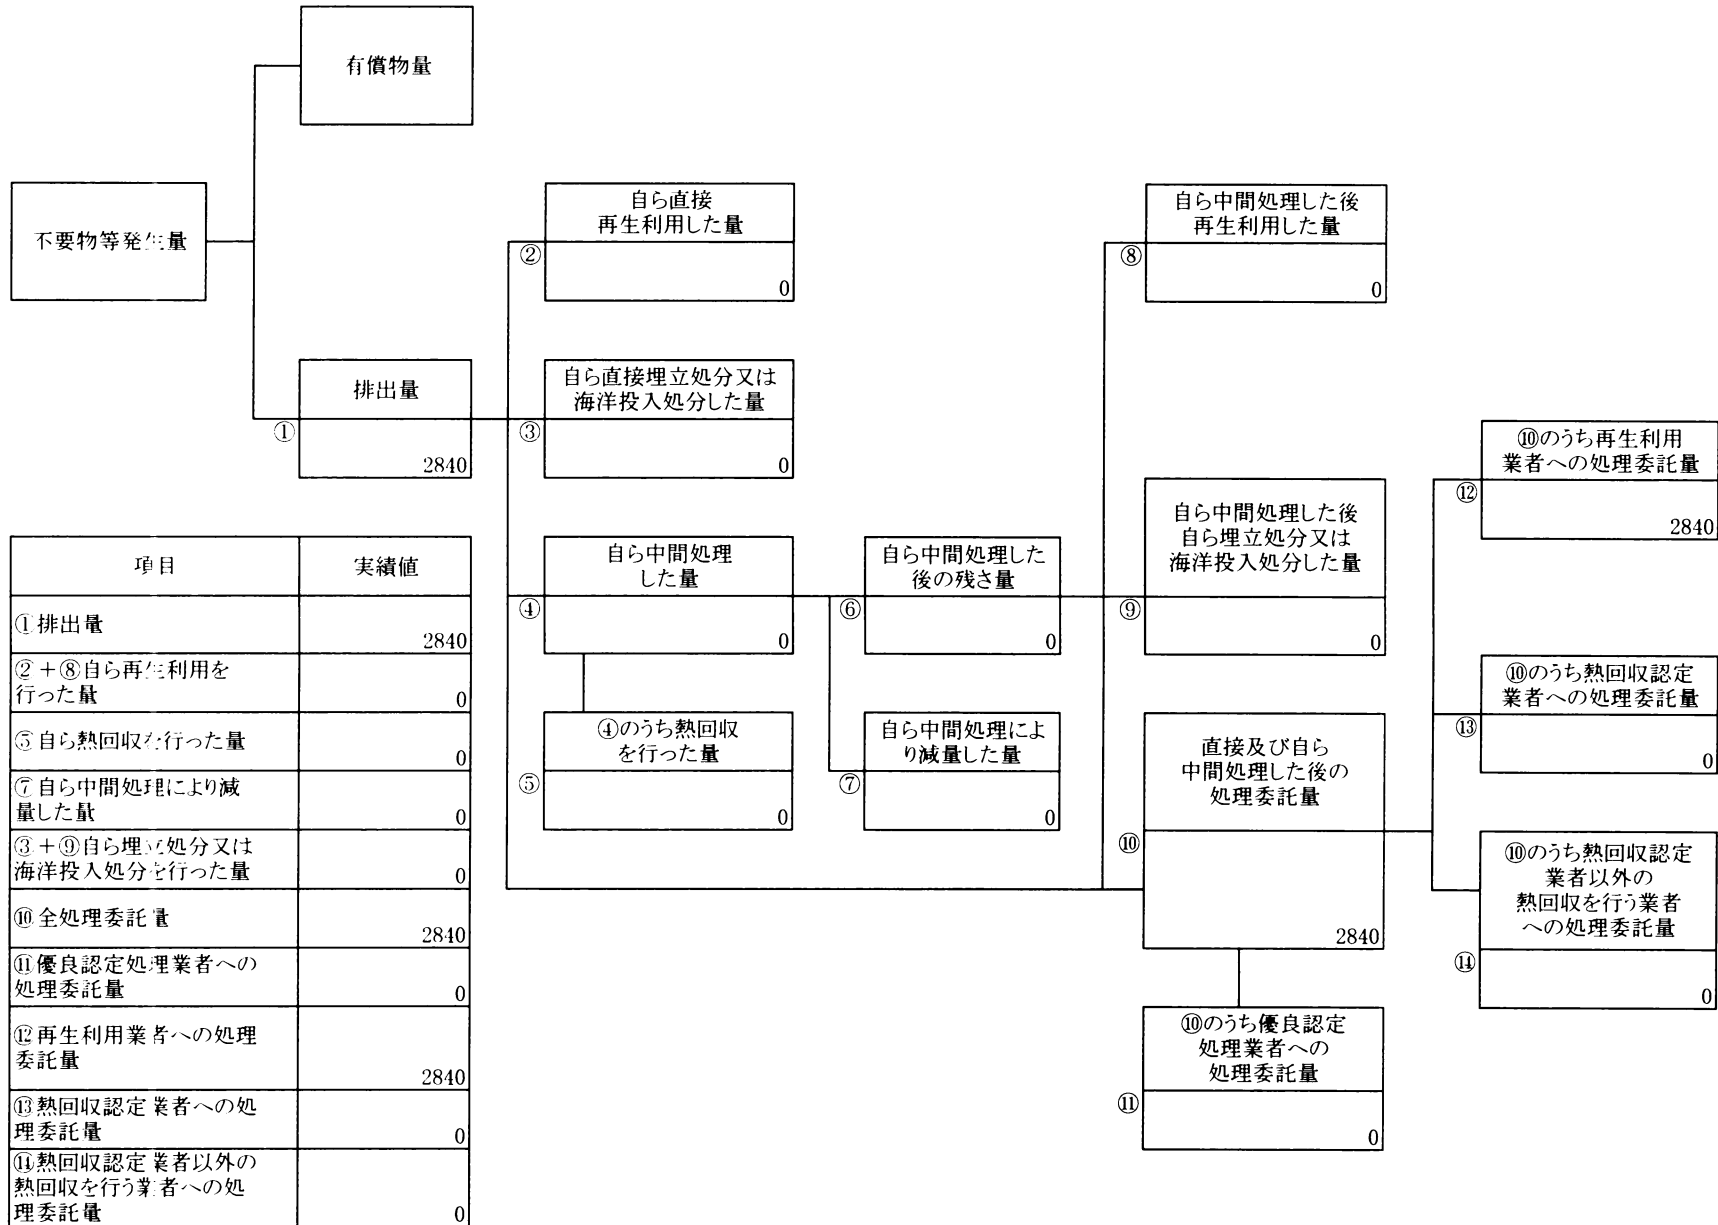 有償物量
不要物等発生量
自ら直接
再生利用した量
②
0
自ら中間処理した後
再生利用した量
⑧
0
排出量
①
2840
自ら直接埋立処分又は
海洋投入処分した量
③
0
⑩のうち再生利用
業者への処理委託量
⑫
2840
自ら中間処理
した量
④
0
自ら中間処理した
後の残さ量
⑥
0
自ら中間処理した後
自ら埋立処分又は
海洋投入処分した量
⑨
0
⑩のうち熱回収認定
業者への処理委託量
⑬
0
④のうち熱回収
を行った量
⑤
0
自ら中間処理によ
り減量した量
⑦
0
直接及び自ら
中間処理した後の
処理委託量
⑩
2840
⑩のうち熱回収認定
業者以外の
熱回収を行う業者
への処理委託量
⑭
0
⑩のうち優良認定
処理業者への
処理委託量
⑪
0
項目 実績値
①排出量 2840
②+⑧自ら再生利用を
行った量 0
⑤自ら熱回収を行った量 0
⑦自ら中間処理により減
量した量 0
③+⑨自ら埋立処分又は
海洋投入処分を行った量 0
⑩全処理委託量 2840
⑪優良認定処理業者への
処理委託量 0
⑫再生利用業者への処理
委託量 2840
⑬熱回収認定業者への処
理委託量 0
⑭熱回収認定業者以外の
熱回収を行う業者への処
理委託量 0